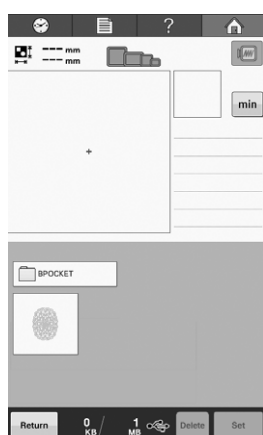 ?
--- mm
--- mm
min
BPOCKET
Return 0 KB / 1 MB Delete Set